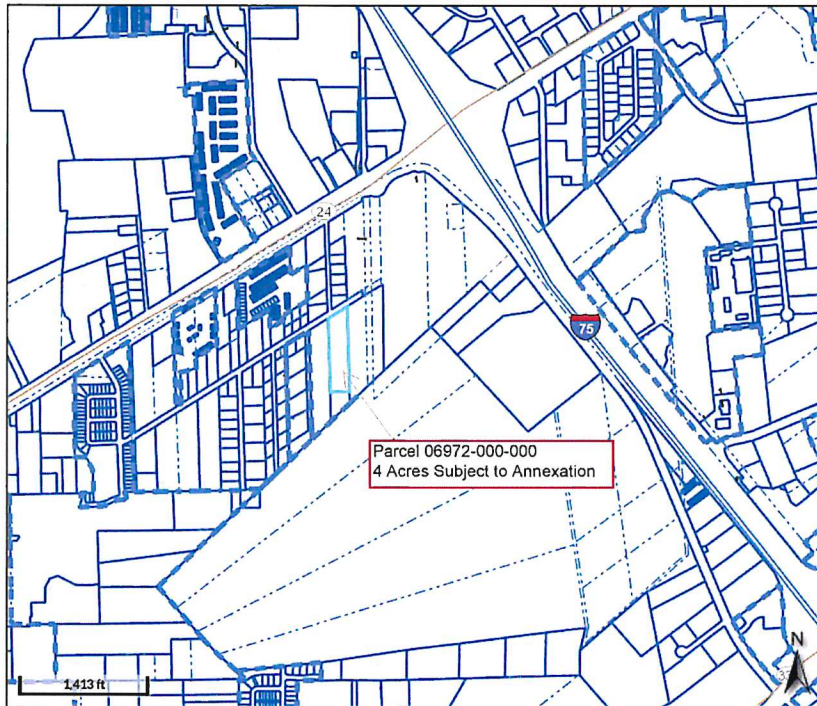 24
75
Parcel 06972-000-000
4 Acres Subject to Annexation
1,413 ft
N